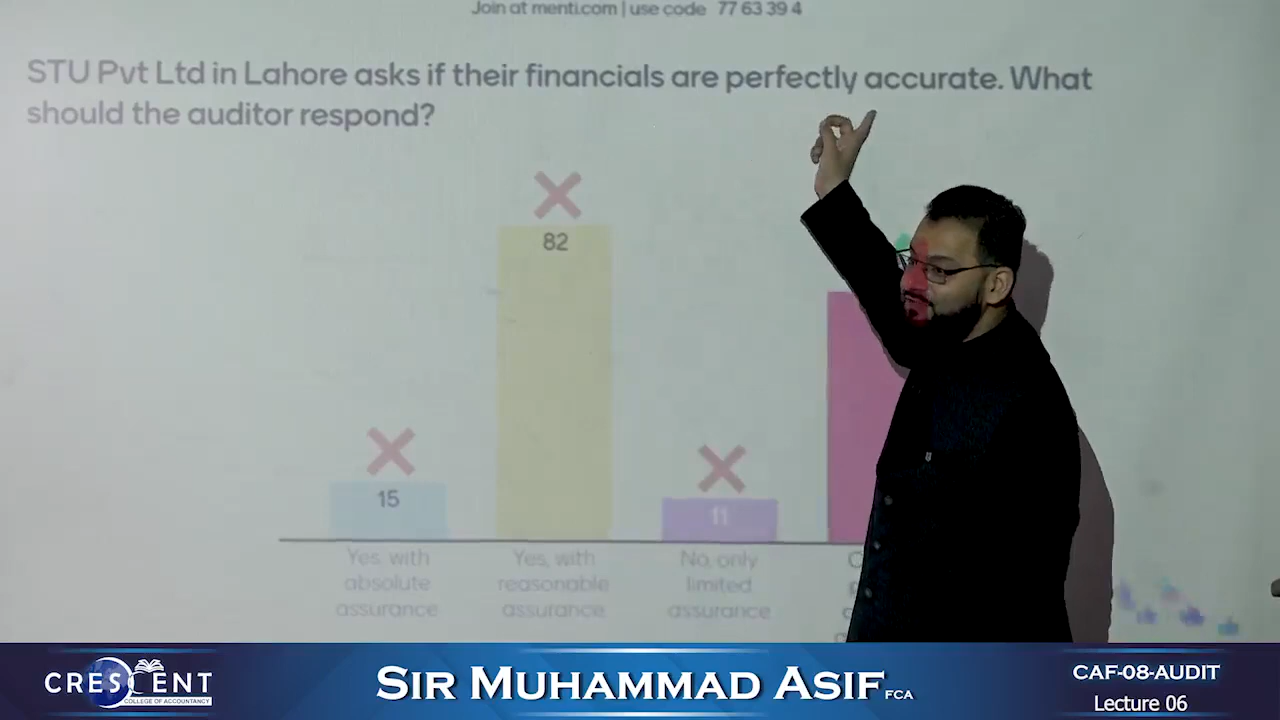 Join at menti.com | use code 77 63 39 4
STU Pvt Ltd in Lahore asks if their financials are perfectly accurate. What
should the auditor respond?
82
15
11
Yes, with
absolute
assurance
Yes, with
reasonable
assurance
No, only
limited
assurance
CRESCENT
COLLEGE OF ACCOUNTANCY
SIR MUHAMMAD ASIF FCA
CAF-08-AUDIT
Lecture 06